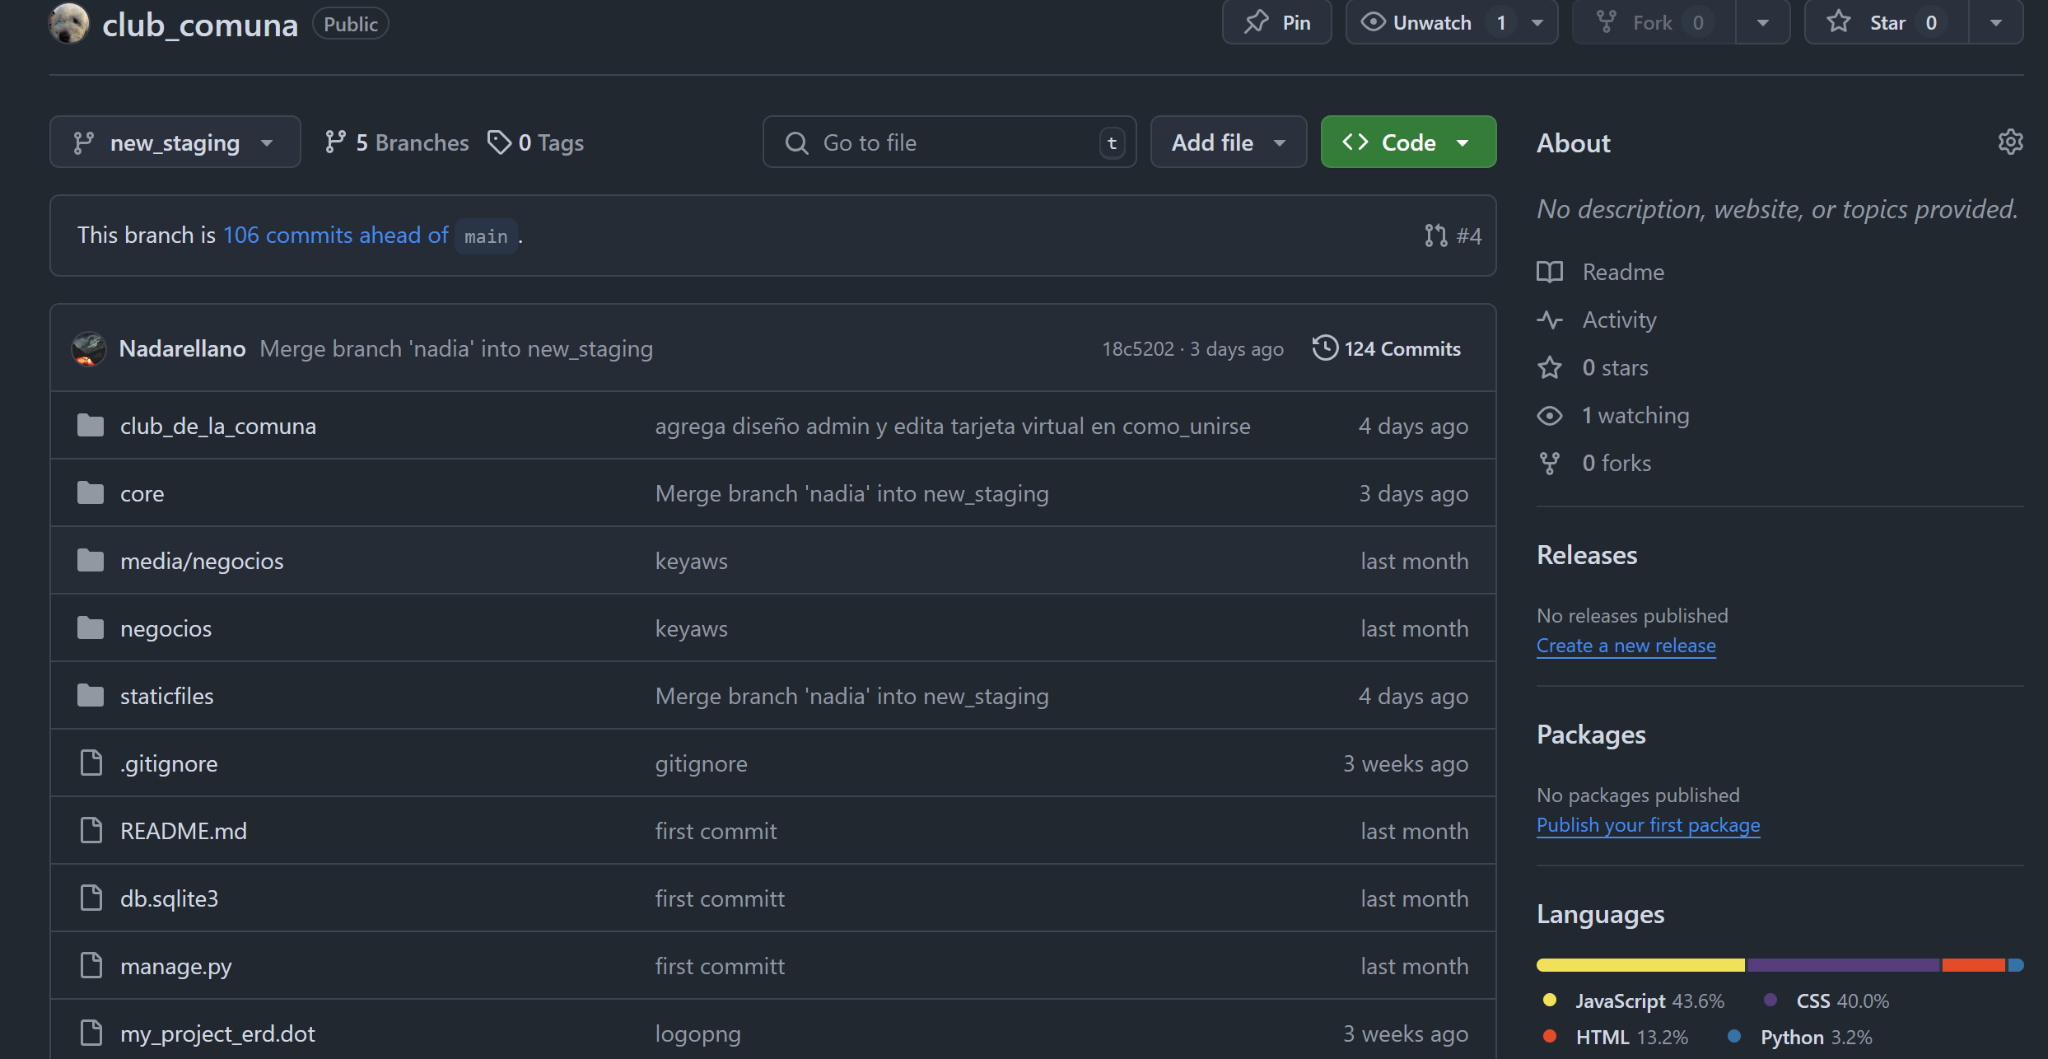 club_comuna Public Pin Unwatch 1 Fork 0 Star 0
new_staging 5 Branches 0 Tags Go to file t Add file Code
This branch is 106 commits ahead of main . #4
Nadarellano Merge branch 'nadia' into new_staging 18c5202 · 3 days ago 124 Commits
club_de_la_comuna agrega diseño admin y edita tarjeta virtual en como_unirse 4 days ago
core Merge branch 'nadia' into new_staging 3 days ago
media/negocios keyaws last month
negocios keyaws last month
staticfiles Merge branch 'nadia' into new_staging 4 days ago
.gitignore gitignore 3 weeks ago
README.md first commit last month
db.sqlite3 first committ last month
manage.py first committ last month
my_project_erd.dot logopng 3 weeks ago
About
No description, website, or topics provided.
Readme
Activity
0 stars
1 watching
0 forks
Releases
No releases published
Create a new release
Packages
No packages published
Publish your first package
Languages
JavaScript 43.6% CSS 40.0%
HTML 13.2% Python 3.2%